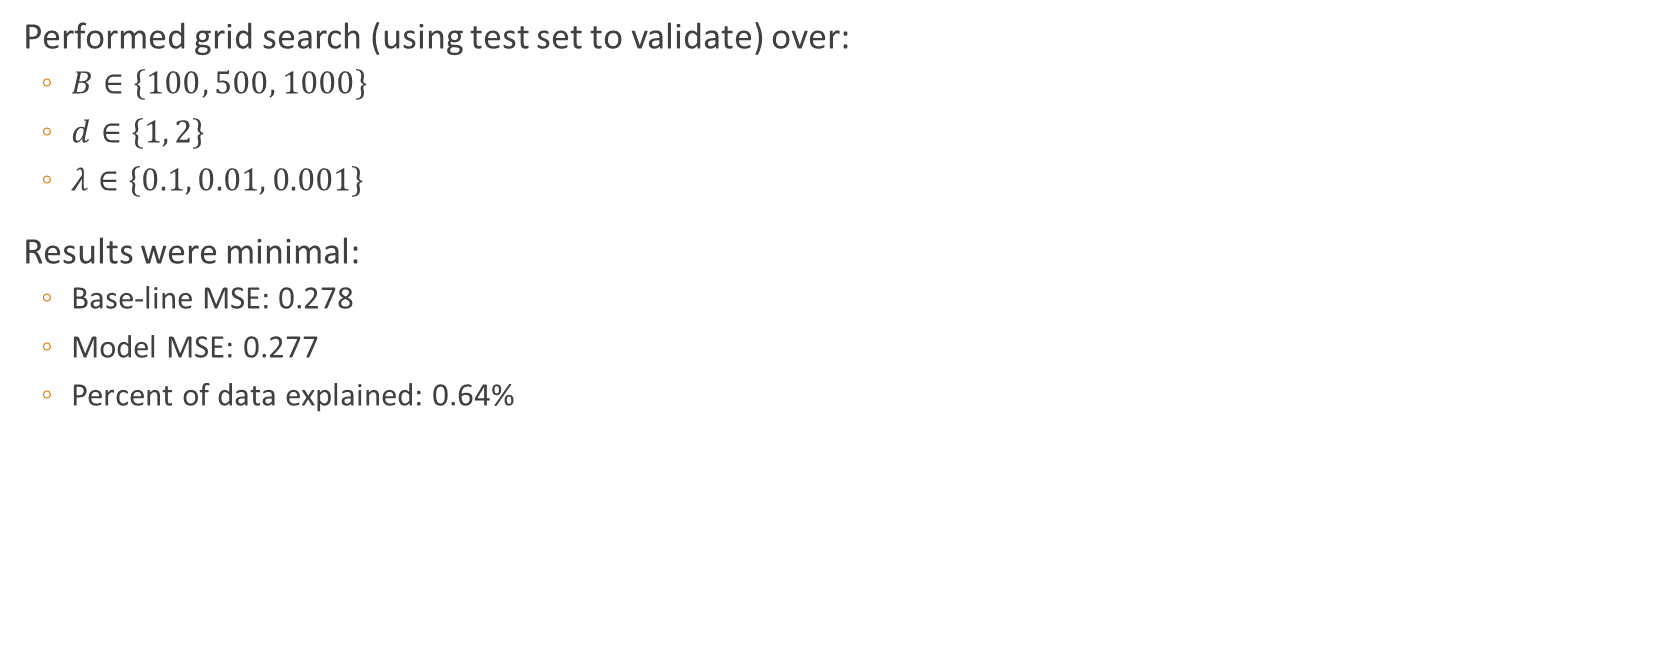 Performed grid search (using test set to validate) over:
◦ B ∈ {100, 500, 1000}
◦ d ∈ {1, 2}
◦ λ ∈ {0.1, 0.01, 0.001}
Results were minimal:
◦ Base-line MSE: 0.278
◦ Model MSE: 0.277
◦ Percent of data explained: 0.64%